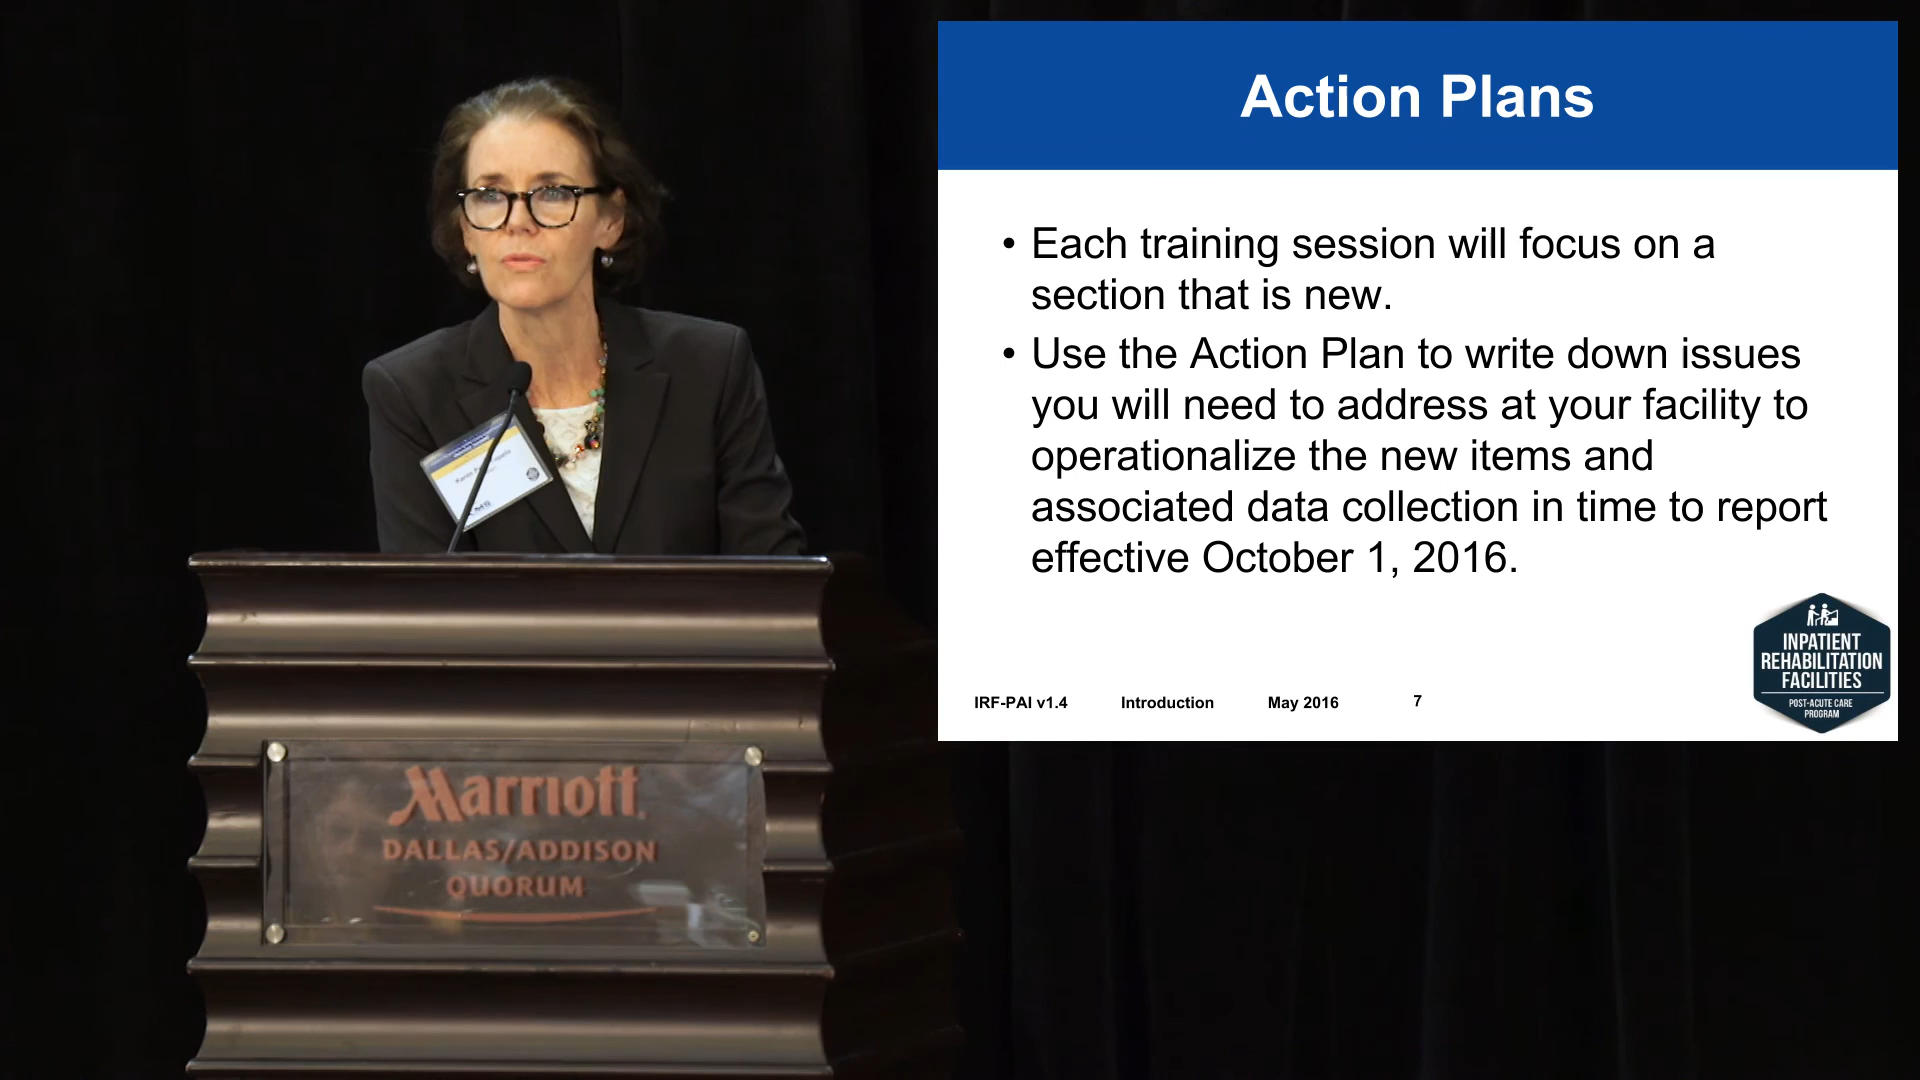 Action Plans
• Each training session will focus on a
section that is new.
• Use the Action Plan to write down issues
you will need to address at your facility to
operationalize the new items and
associated data collection in time to report
effective October 1, 2016.
INPATIENT
REHABILITATION
FACILITIES
POST-ACUTE CARE
PROGRAM
IRF-PAI v1.4 Introduction May 2016 7
Marriott
DALLAS/ADDISON
QUORUM